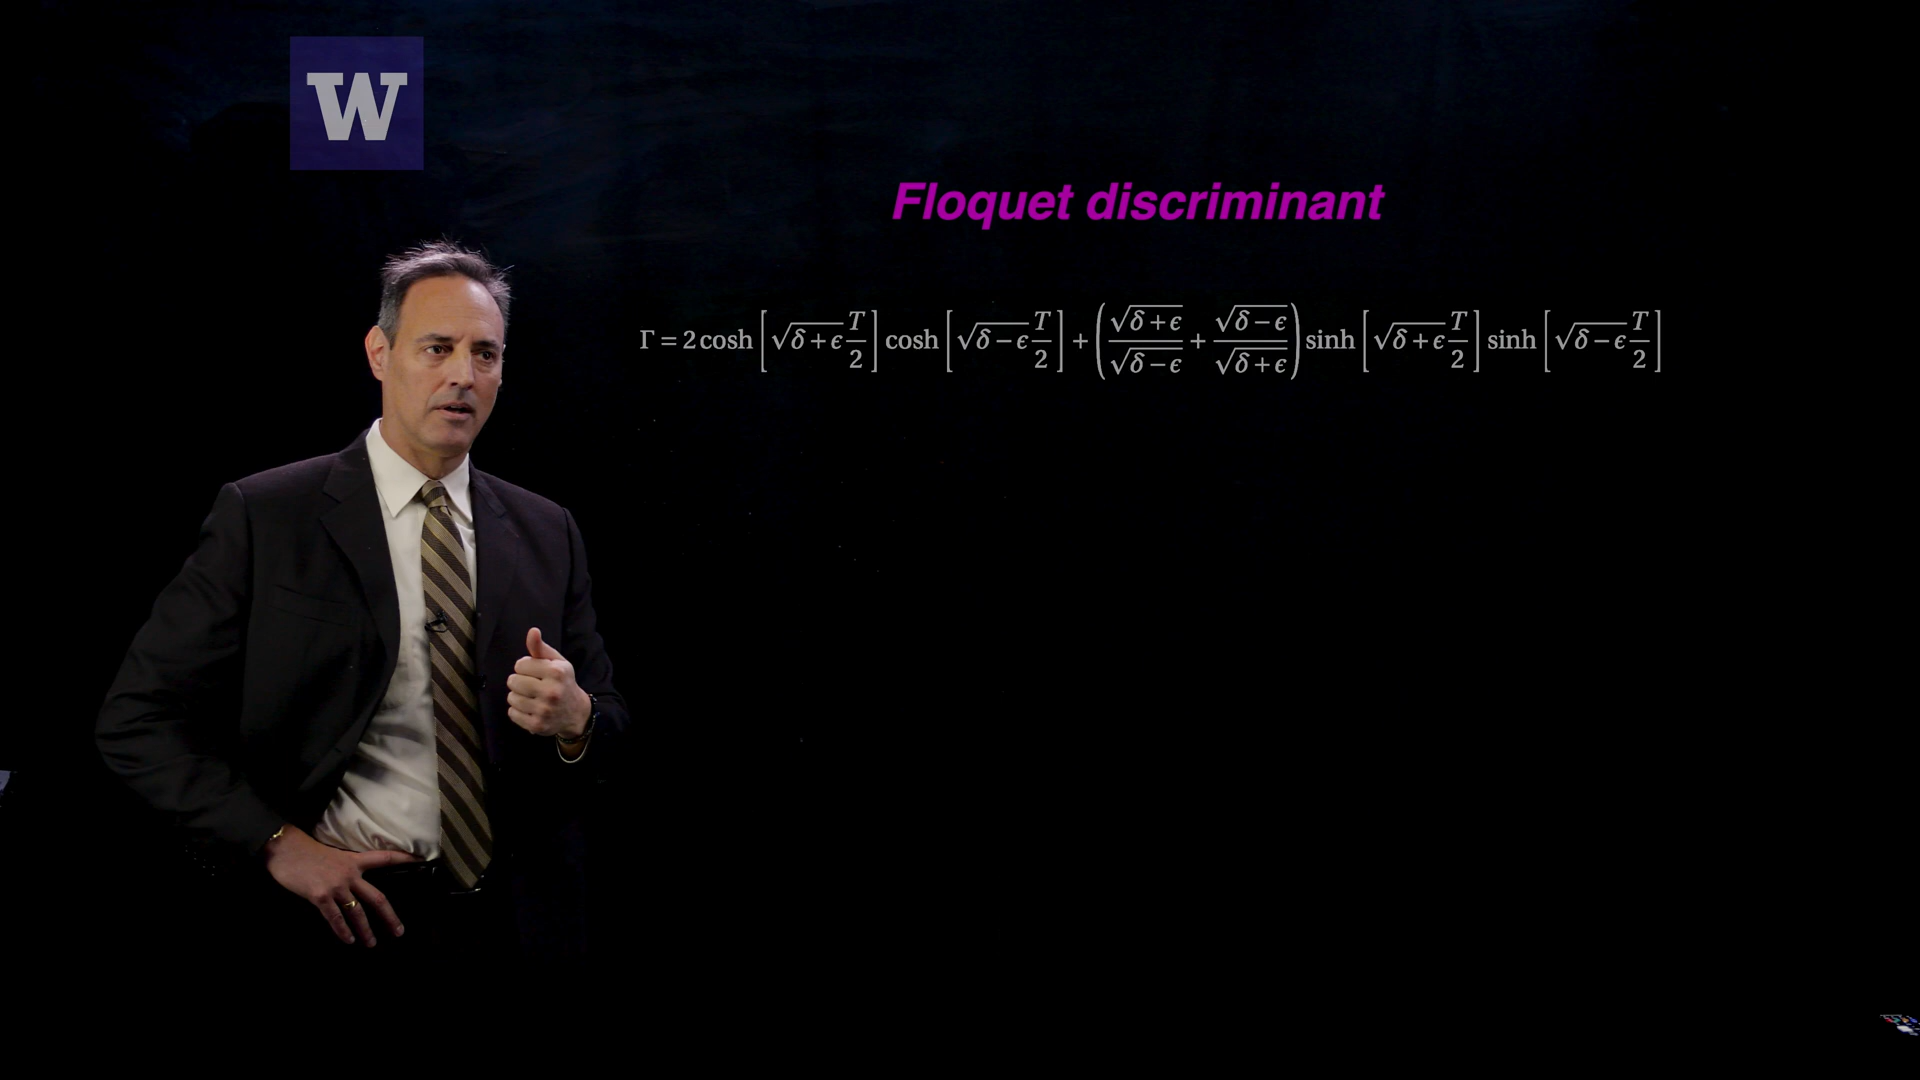 W
Floquet discriminant
Γ = 2 cosh [√(δ+ϵ) T/2] cosh [√(δ−ϵ) T/2] + (√(δ+ϵ)/√(δ−ϵ) + √(δ−ϵ)/√(δ+ϵ)) sinh [√(δ+ϵ) T/2] sinh [√(δ−ϵ) T/2]